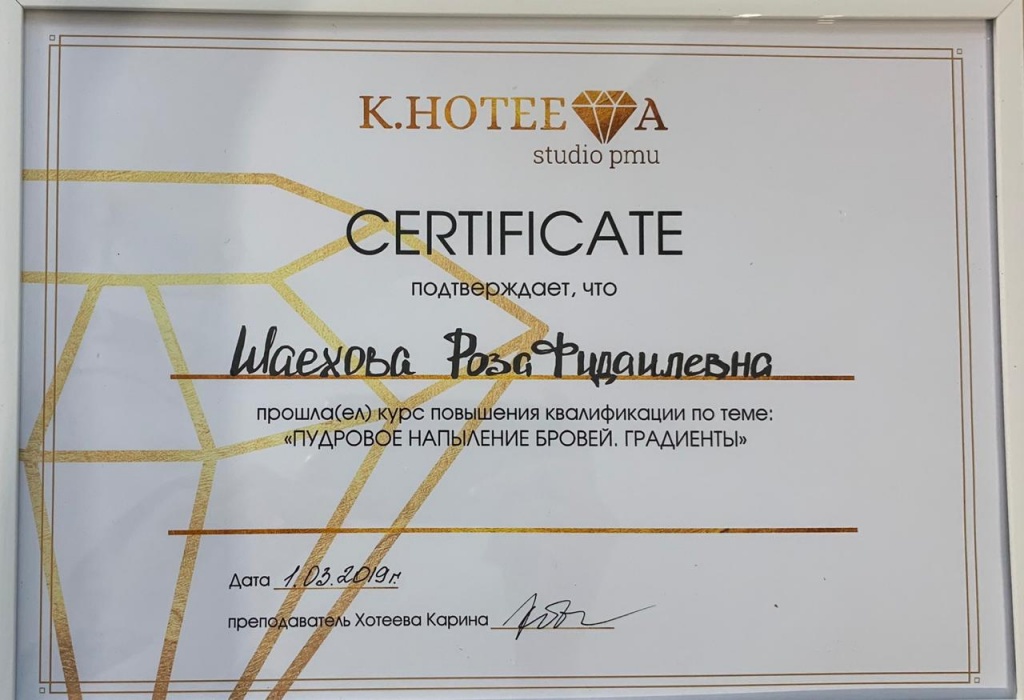 K.HOTEEVA
studio pmu
CERTIFICATE
подтверждает, что
Шаехова Роза Фидаилевна
прошла(ел) курс повышения квалификации по теме:
«ПУДРОВОЕ НАПЫЛЕНИЕ БРОВЕЙ. ГРАДИЕНТЫ»
Дата 1.03.2019г.
преподаватель Хотеева Карина